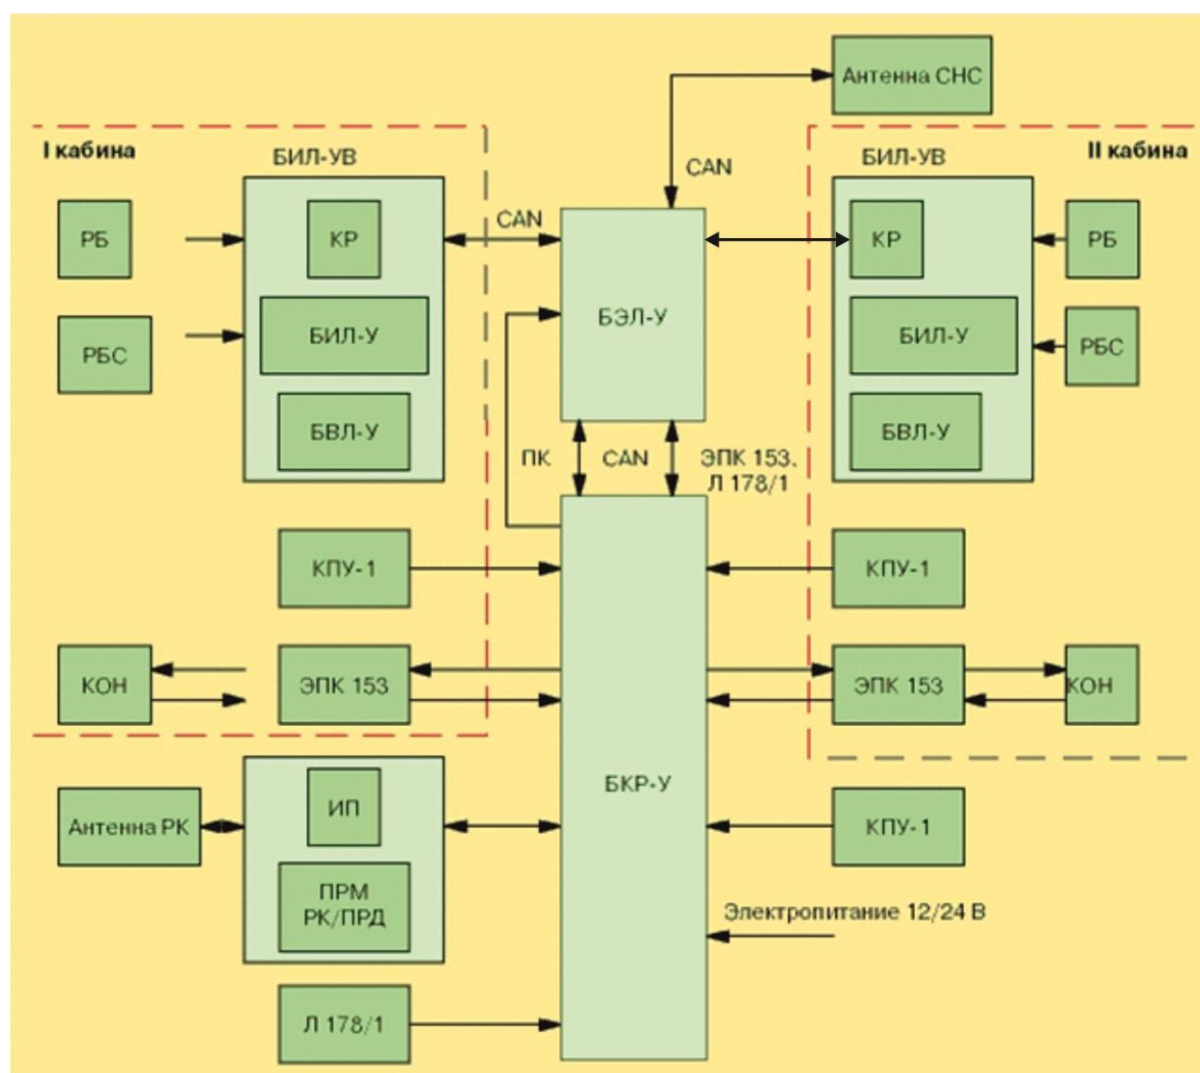 Антенна СНС
I кабина
БИЛ-УВ
БИЛ-УВ
II кабина
CAN
РБ
КР
CAN
КР
РБ
БЭЛ-У
РБС
БИЛ-У
БИЛ-У
РБС
БВЛ-У
БВЛ-У
ПК
CAN
ЭПК 153.
Л 178/1
КПУ-1
КПУ-1
КОН
ЭПК 153
ЭПК 153
КОН
БКР-У
Антенна РК
ИП
КПУ-1
ПРМ
РК/ПРД
Электропитание 12/24 В
Л 178/1